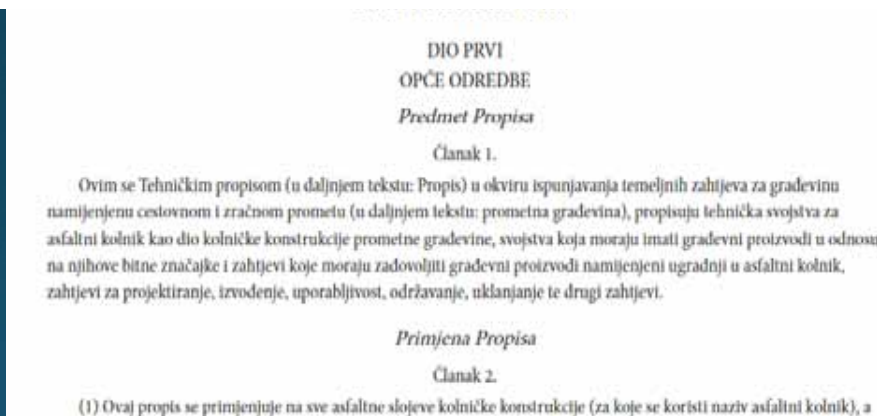 DIO PRVI
OPĆE ODREDBE
Predmet Propisa
Članak 1.
Ovim se Tehničkim propisom (u daljnjem tekstu: Propis) u okviru ispunjavanja temeljnih zahtijeva za građevinu
namijenjenu cestovnom i zračnom prometu (u daljnjem tekstu: prometna građevina), propisuju tehnička svojstva za
asfaltni kolnik kao dio kolničke konstrukcije prometne građevine, svojstva koja moraju imati građevni proizvodi u odnosu
na njihove bitne značajke i zahtjevi koje moraju zadovoljiti građevni proizvodi namijenjeni ugradnji u asfaltni kolnik,
zahtjevi za projektiranje, izvođenje, uporabljivost, održavanje, uklanjanje te drugi zahtjevi.
Primjena Propisa
Članak 2.
(1) Ovaj propis se primjenjuje na sve asfaltne slojeve kolničke konstrukcije (za koje se koristi naziv asfaltni kolnik), a